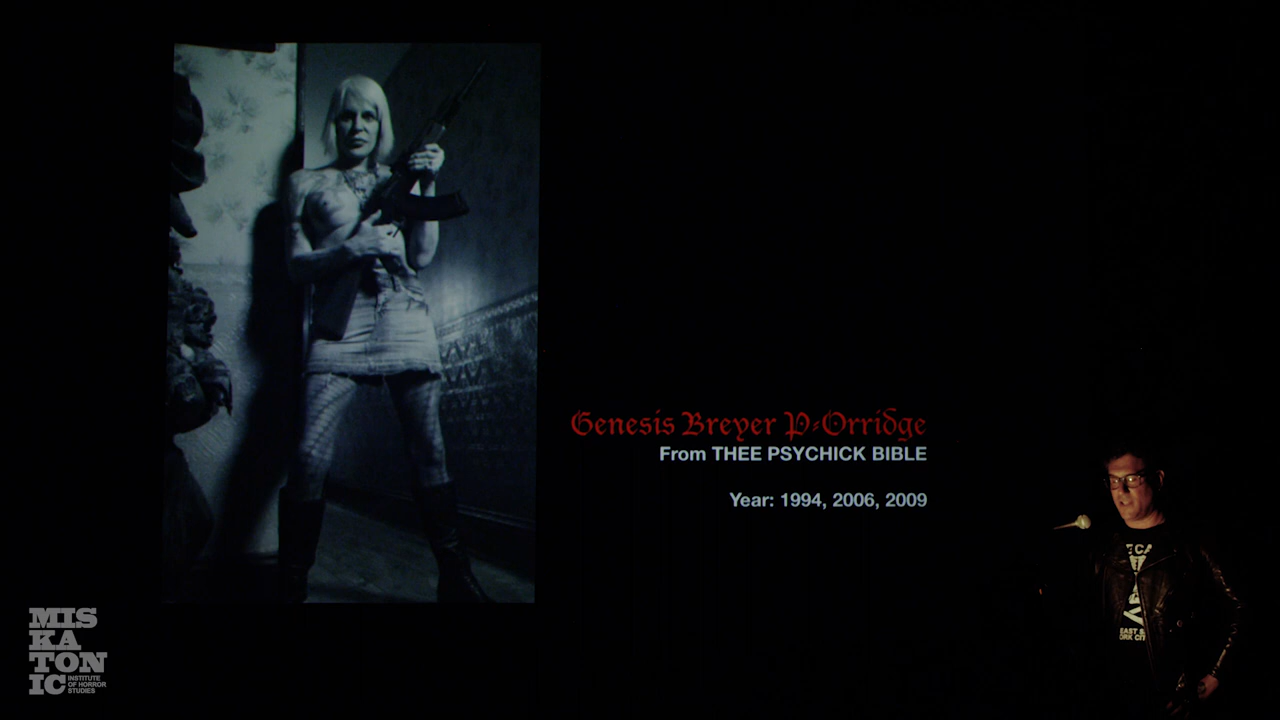 Genesis Breyer P-Orridge
From THEE PSYCHICK BIBLE
Year: 1994, 2006, 2009
MIS
KA
TON
IC
INSTITUTE
OF HORROR
STUDIES